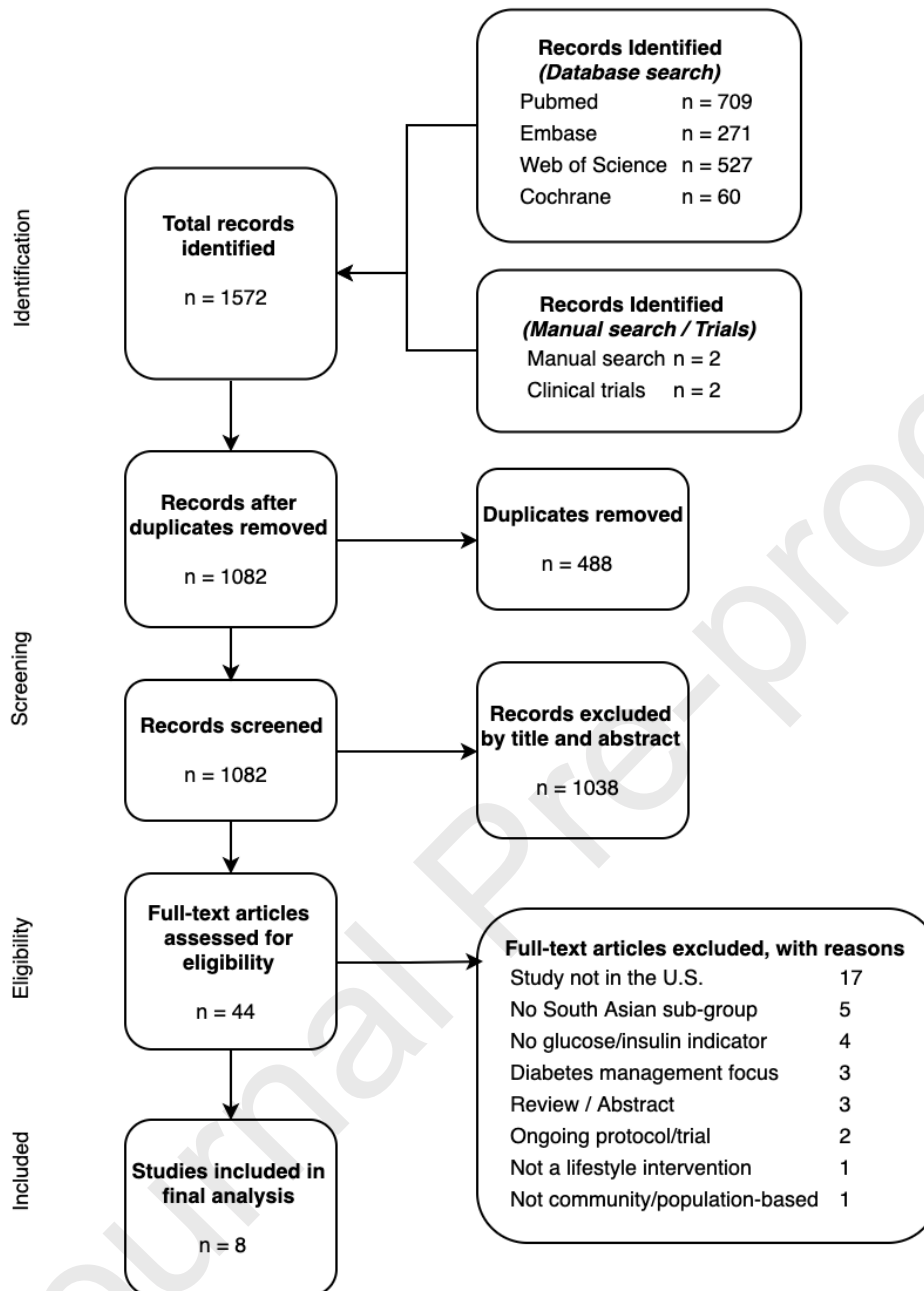 Identification
Records Identified
(Database search)
Pubmed n = 709
Embase n = 271
Web of Science n = 527
Cochrane n = 60
Total records
identified
n = 1572
Records Identified
(Manual search / Trials)
Manual search n = 2
Clinical trials n = 2
Screening
Records after
duplicates removed
n = 1082
Duplicates removed
n = 488
Records screened
n = 1082
Records excluded
by title and abstract
n = 1038
Eligibility
Full-text articles
assessed for
eligibility
n = 44
Full-text articles excluded, with reasons
Study not in the U.S. 17
No South Asian sub-group 5
No glucose/insulin indicator 4
Diabetes management focus 3
Review / Abstract 3
Ongoing protocol/trial 2
Not a lifestyle intervention 1
Not community/population-based 1
Included
Studies included in
final analysis
n = 8
Journal Pre-proo